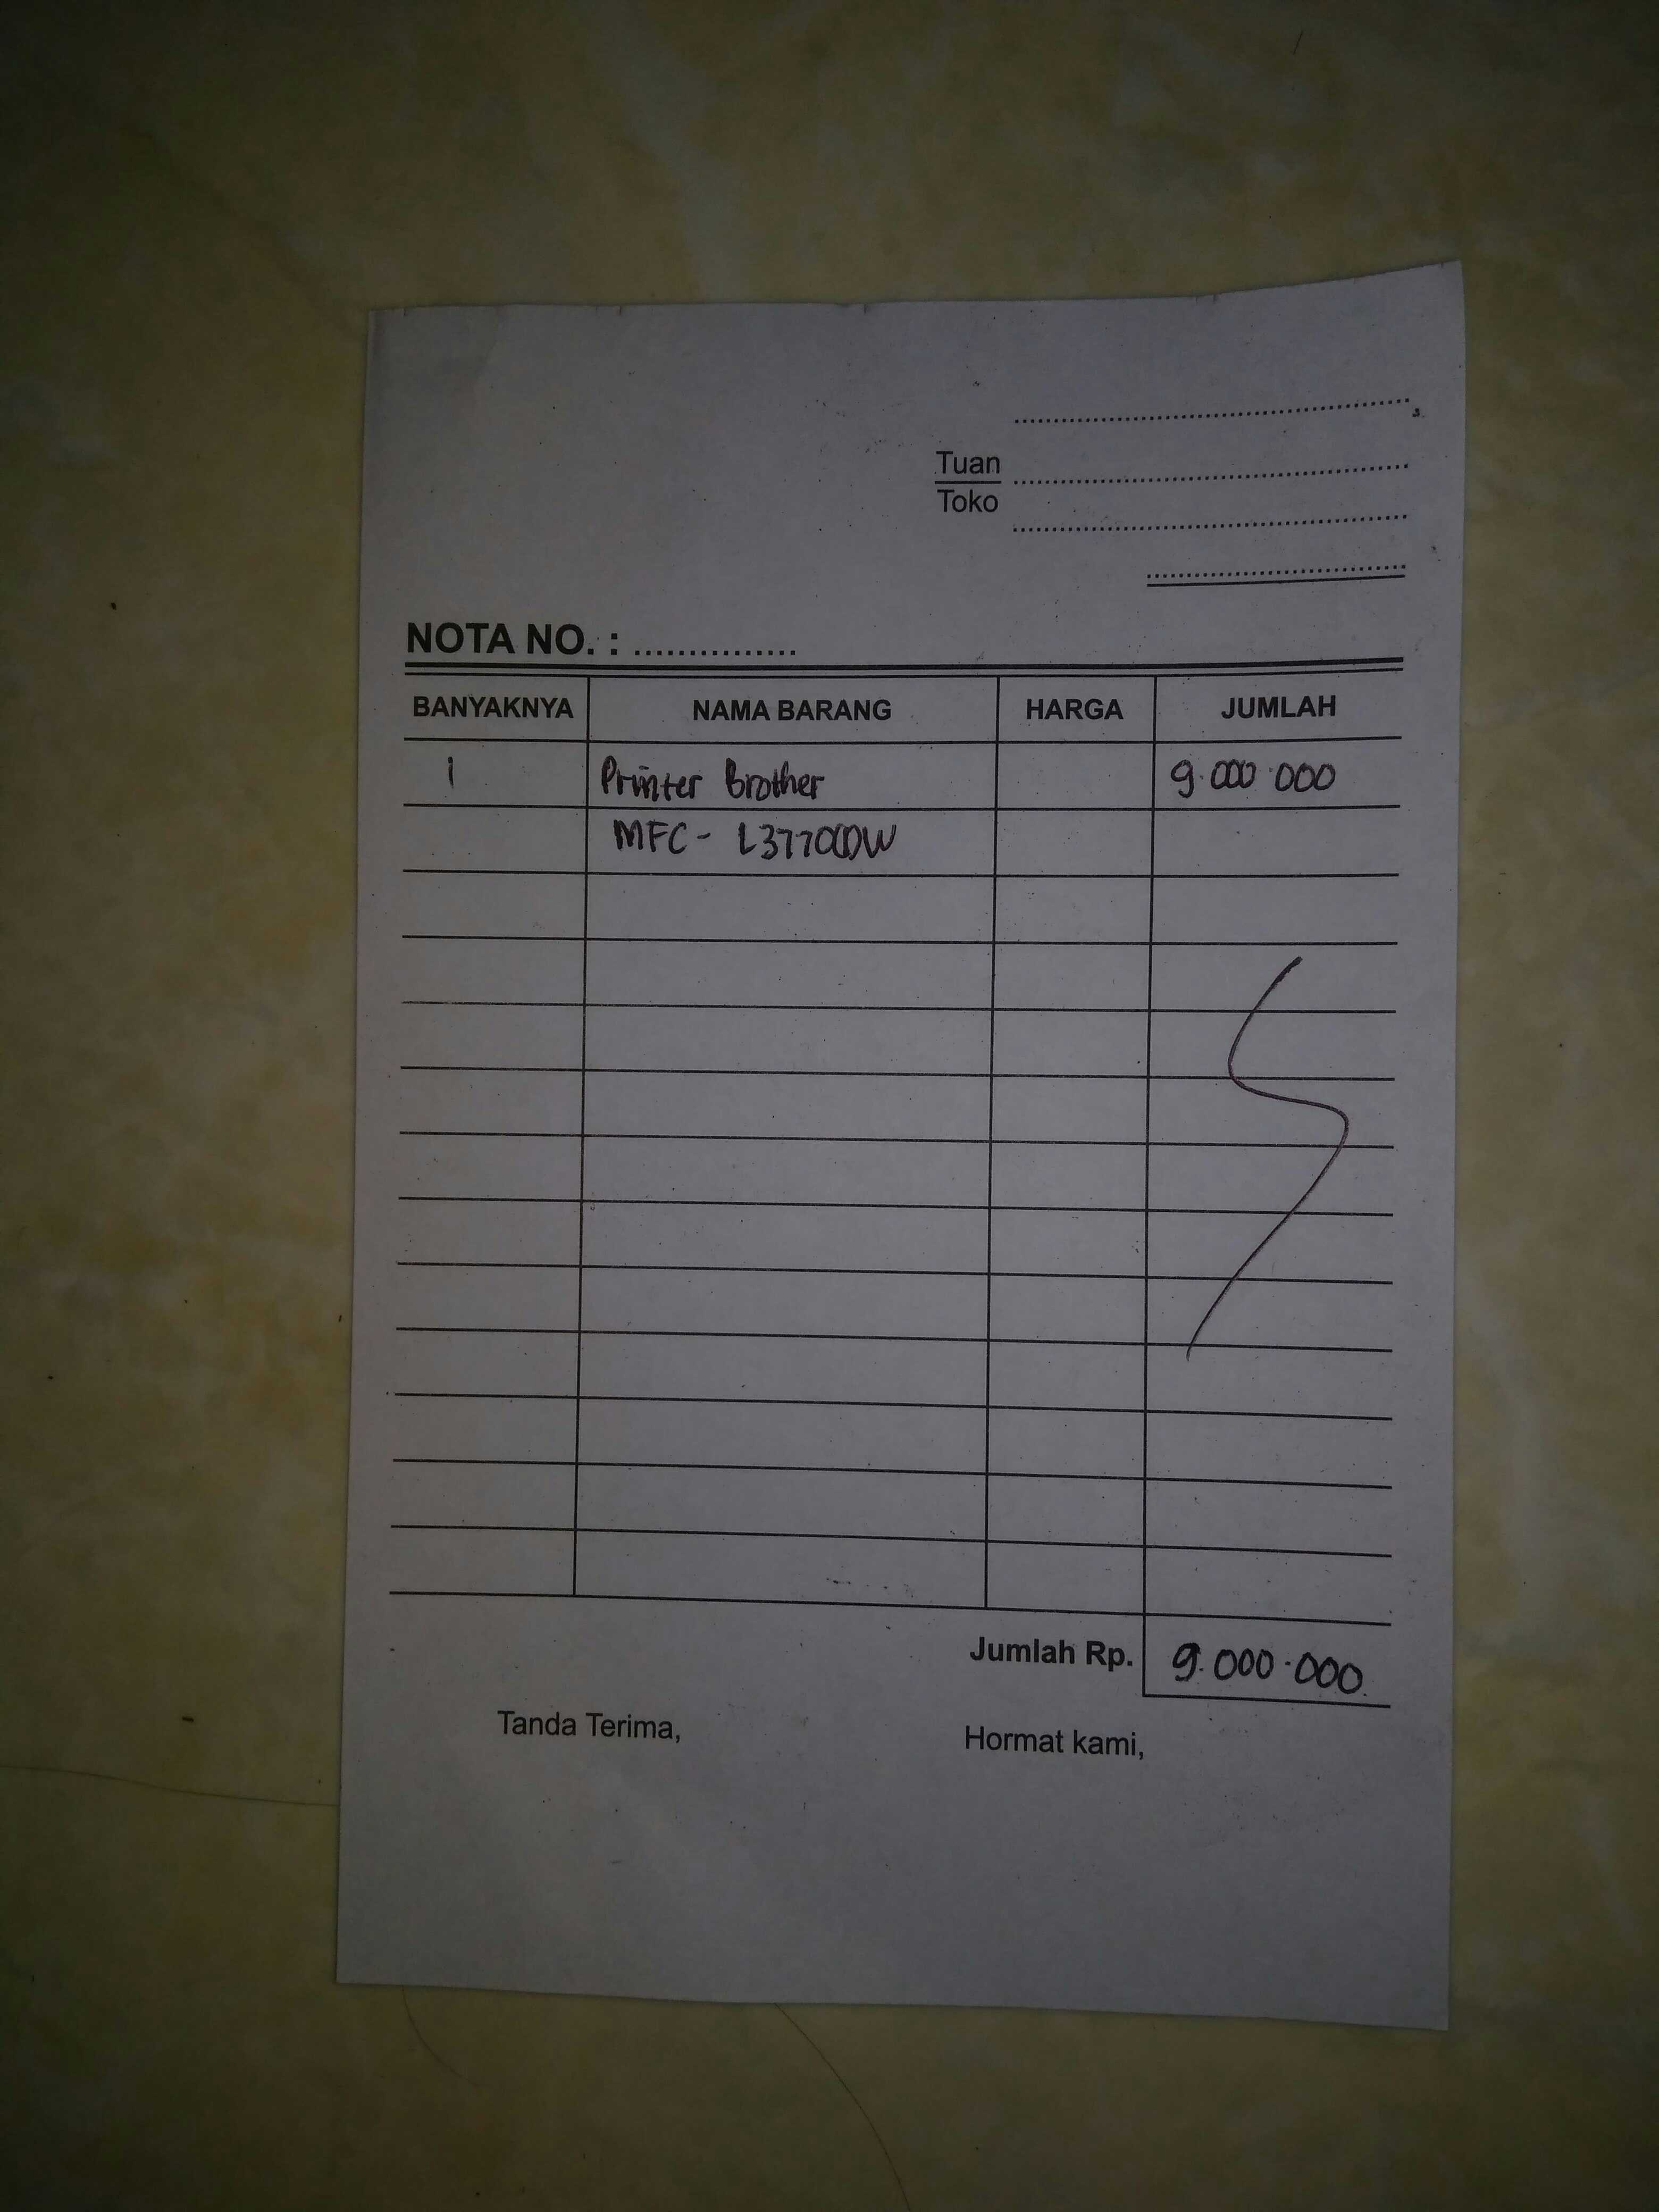 Tuan
Toko
NOTA NO. : ...............
BANYAKNYA NAMA BARANG HARGA JUMLAH
1 Printer Brother 9.000.000
MFC - L3770CDW
Jumlah Rp. 9.000.000
Tanda Terima, Hormat kami,